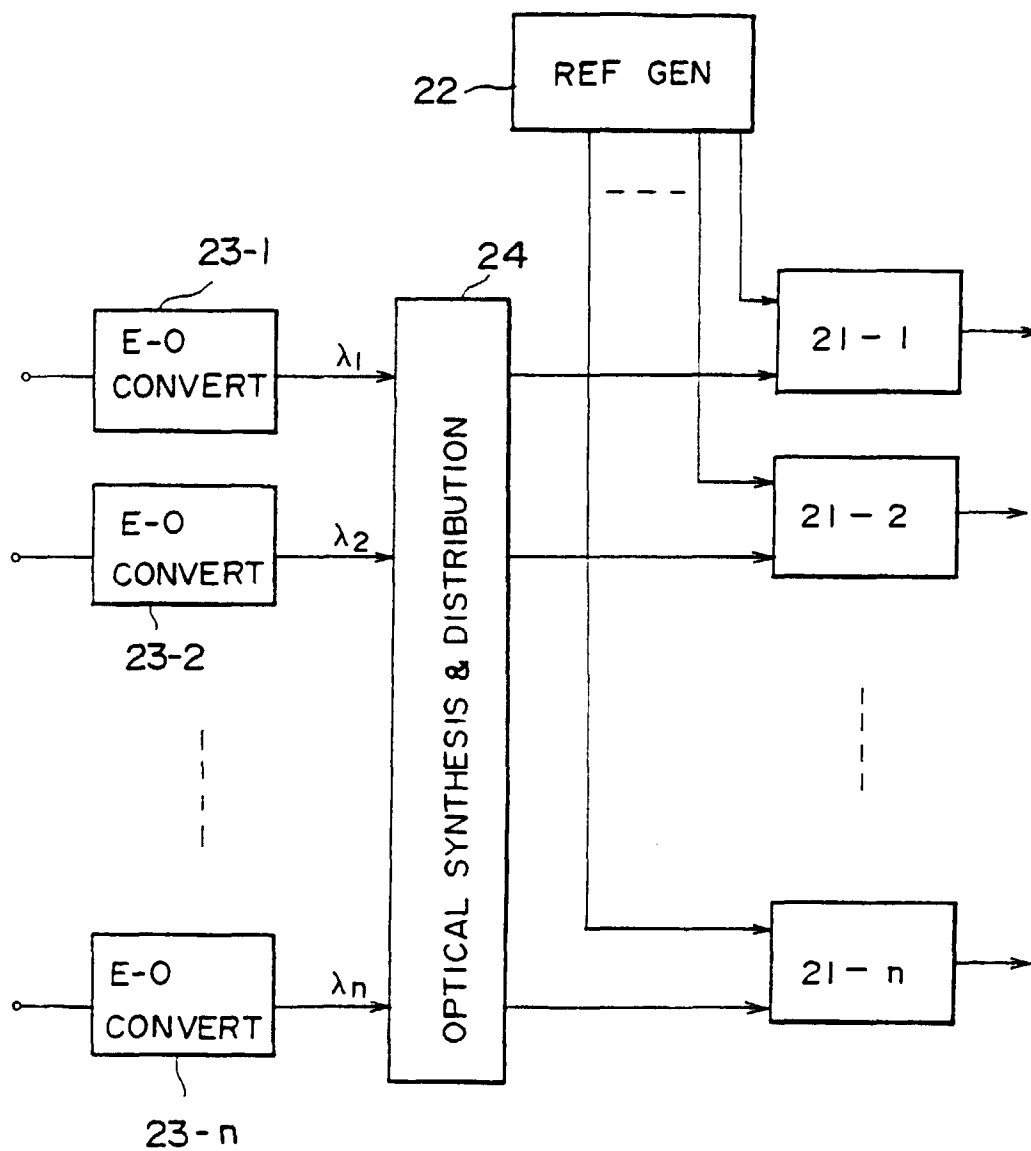 REF GEN
22
23-1
24
E-O
CONVERT
λ1
21-1
E-O
CONVERT
λ2
21-2
23-2
OPTICAL SYNTHESIS & DISTRIBUTION
E-O
CONVERT
λn
21-n
23-n